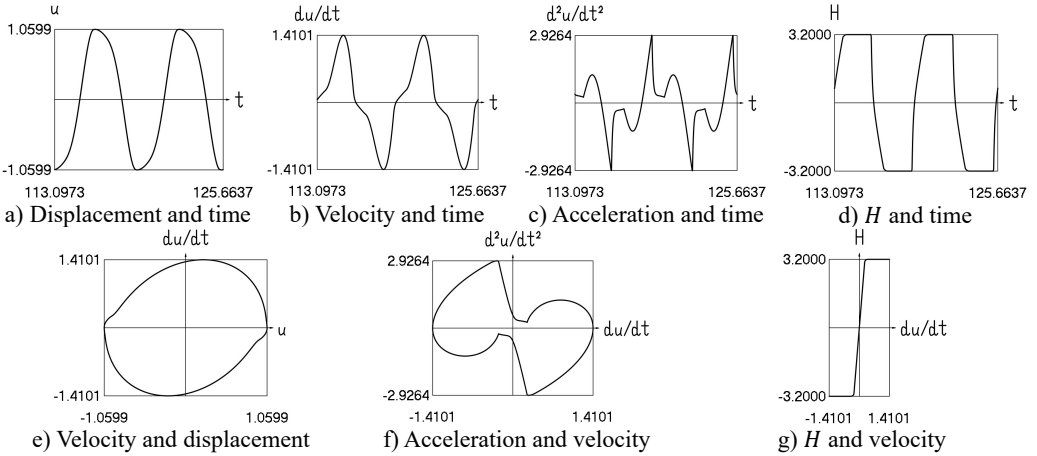 u
1.0599
-1.0599
t
113.0973 125.6637
a) Displacement and time
du/dt
1.4101
-1.4101
t
113.0973 125.6637
b) Velocity and time
d²u/dt²
2.9264
-2.9264
t
113.0973 125.6637
c) Acceleration and time
H
3.2000
-3.2000
t
113.0973 125.6637
d) H and time
du/dt
1.4101
-1.4101
u
-1.0599 1.0599
e) Velocity and displacement
d²u/dt²
2.9264
-2.9264
du/dt
-1.4101 1.4101
f) Acceleration and velocity
H
3.2000
-3.2000
du/dt
-1.4101 1.4101
g) H and velocity